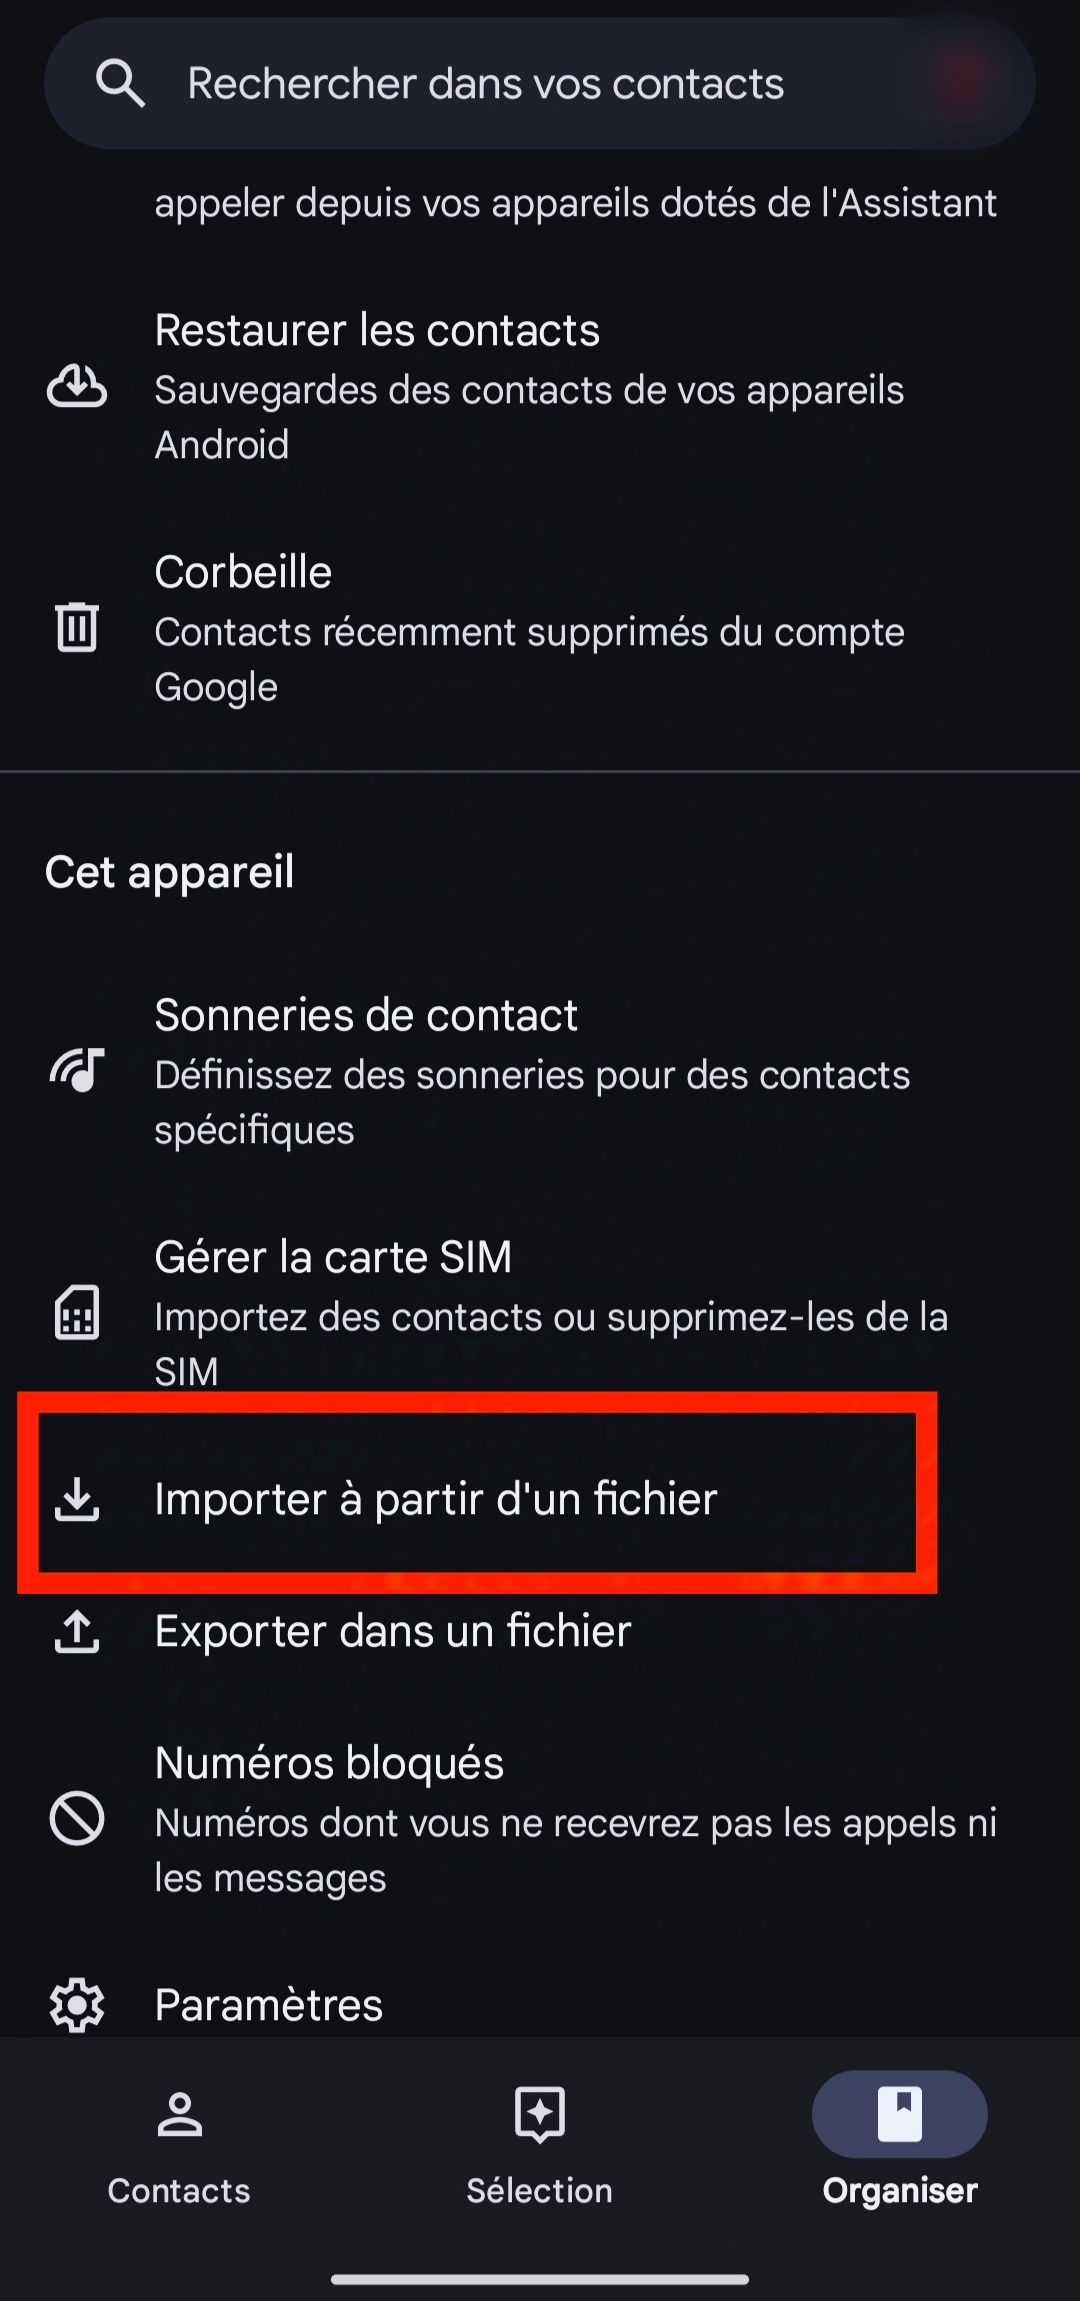 Rechercher dans vos contacts
appeler depuis vos appareils dotés de l'Assistant
Restaurer les contacts
Sauvegardes des contacts de vos appareils
Android
Corbeille
Contacts récemment supprimés du compte
Google
Cet appareil
Sonneries de contact
Définissez des sonneries pour des contacts
spécifiques
Gérer la carte SIM
Importez des contacts ou supprimez-les de la
SIM
Importer à partir d'un fichier
Exporter dans un fichier
Numéros bloqués
Numéros dont vous ne recevrez pas les appels ni
les messages
Paramètres
Contacts
Sélection
Organiser